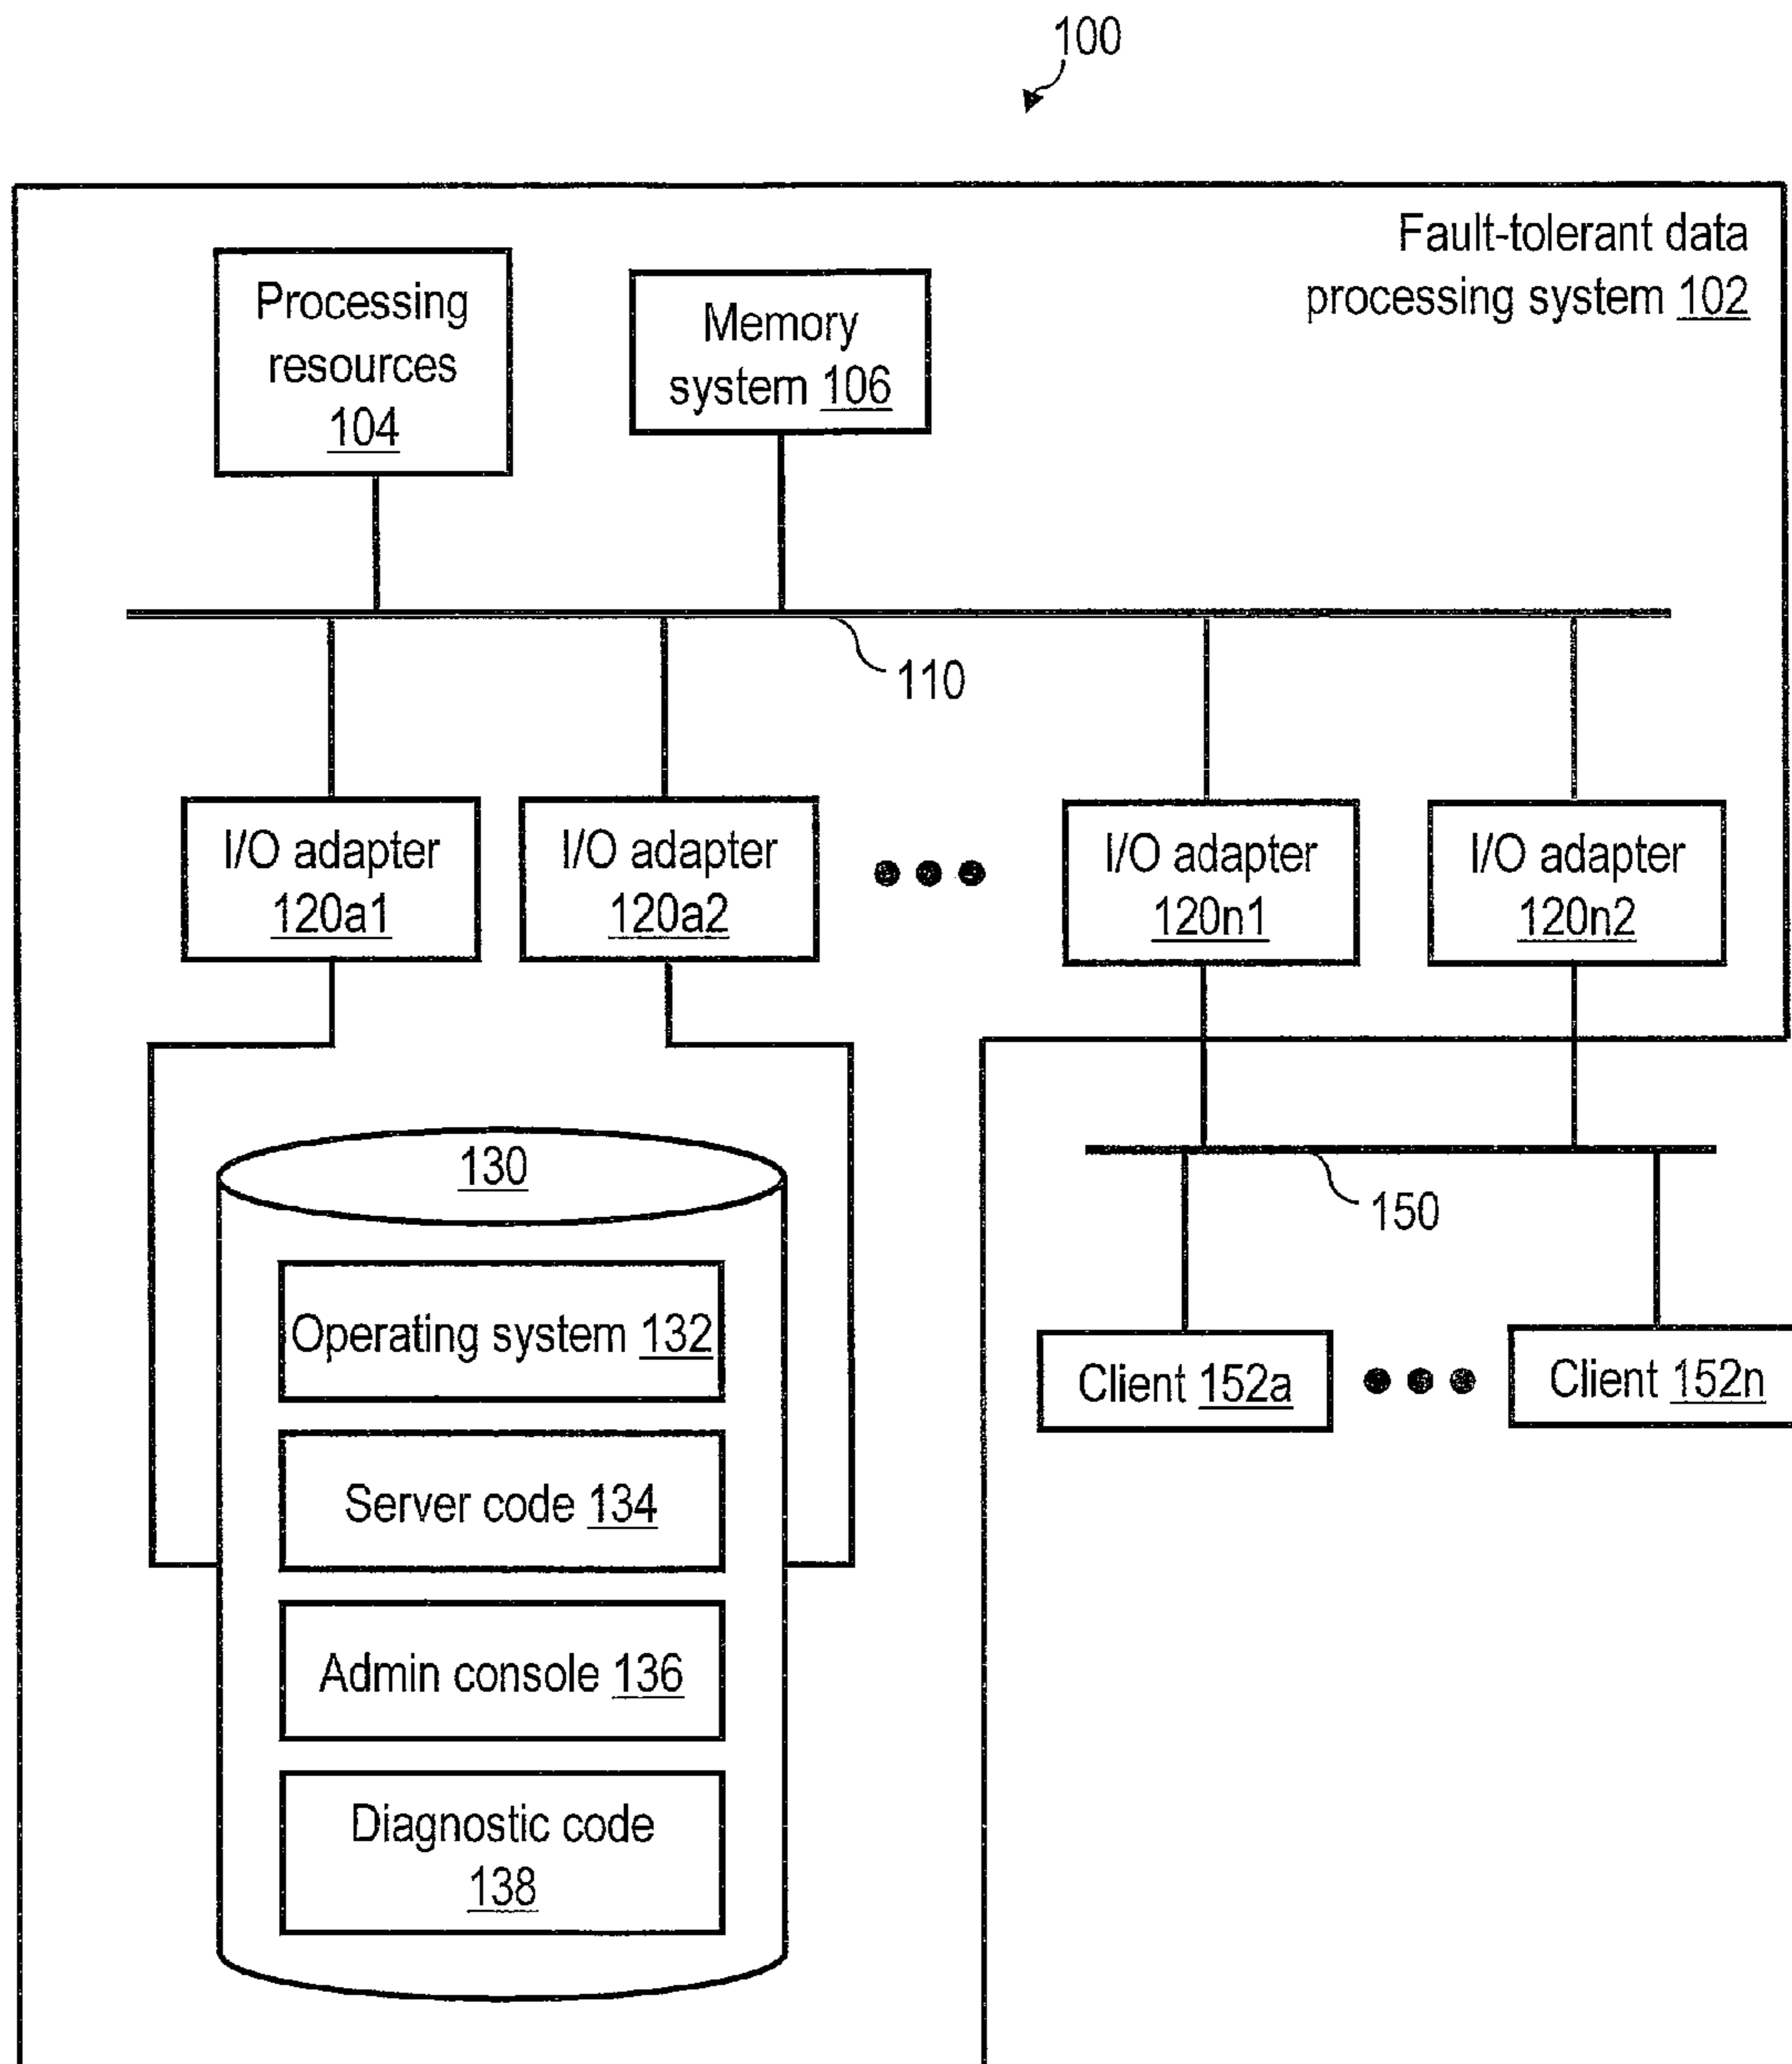 100
Fault-tolerant data
processing system 102
Processing
resources
104
Memory
system 106
110
I/O adapter
120a1
I/O adapter
120a2
I/O adapter
120n1
I/O adapter
120n2
130
150
Operating system 132
Client 152a
Client 152n
Server code 134
Admin console 136
Diagnostic code
138